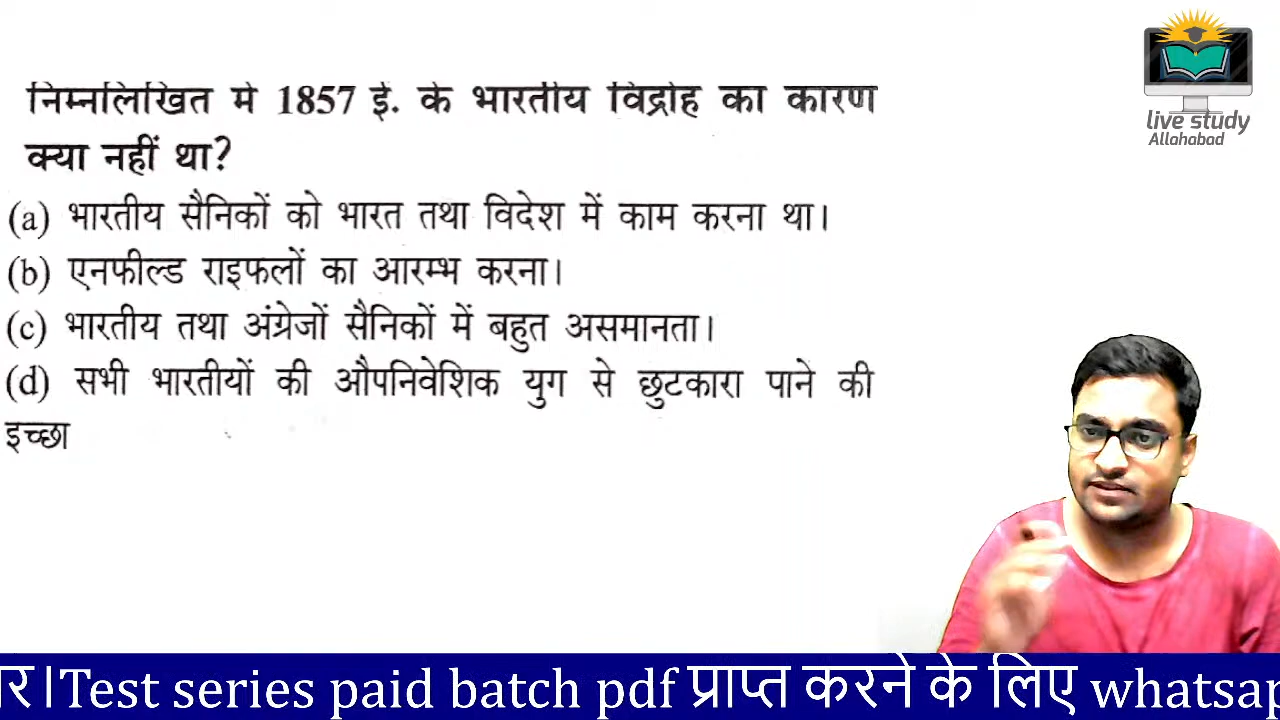 live study
Allahabad
निम्नलिखित में 1857 ई. के भारतीय विद्रोह का कारण
क्या नहीं था?
(a) भारतीय सैनिकों को भारत तथा विदेश में काम करना था।
(b) एनफील्ड राइफलों का आरम्भ करना।
(c) भारतीय तथा अंग्रेजों सैनिकों में बहुत असमानता।
(d) सभी भारतीयों की औपनिवेशिक युग से छुटकारा पाने की
इच्छा
र।Test series paid batch pdf प्राप्त करने के लिए whatsap